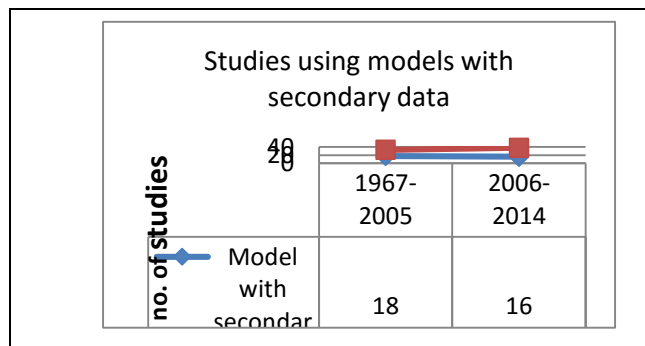 Studies using models with
secondary data
40
20
0
no. of studies
1967-
2005
2006-
2014
Model
with
secondar
18
16